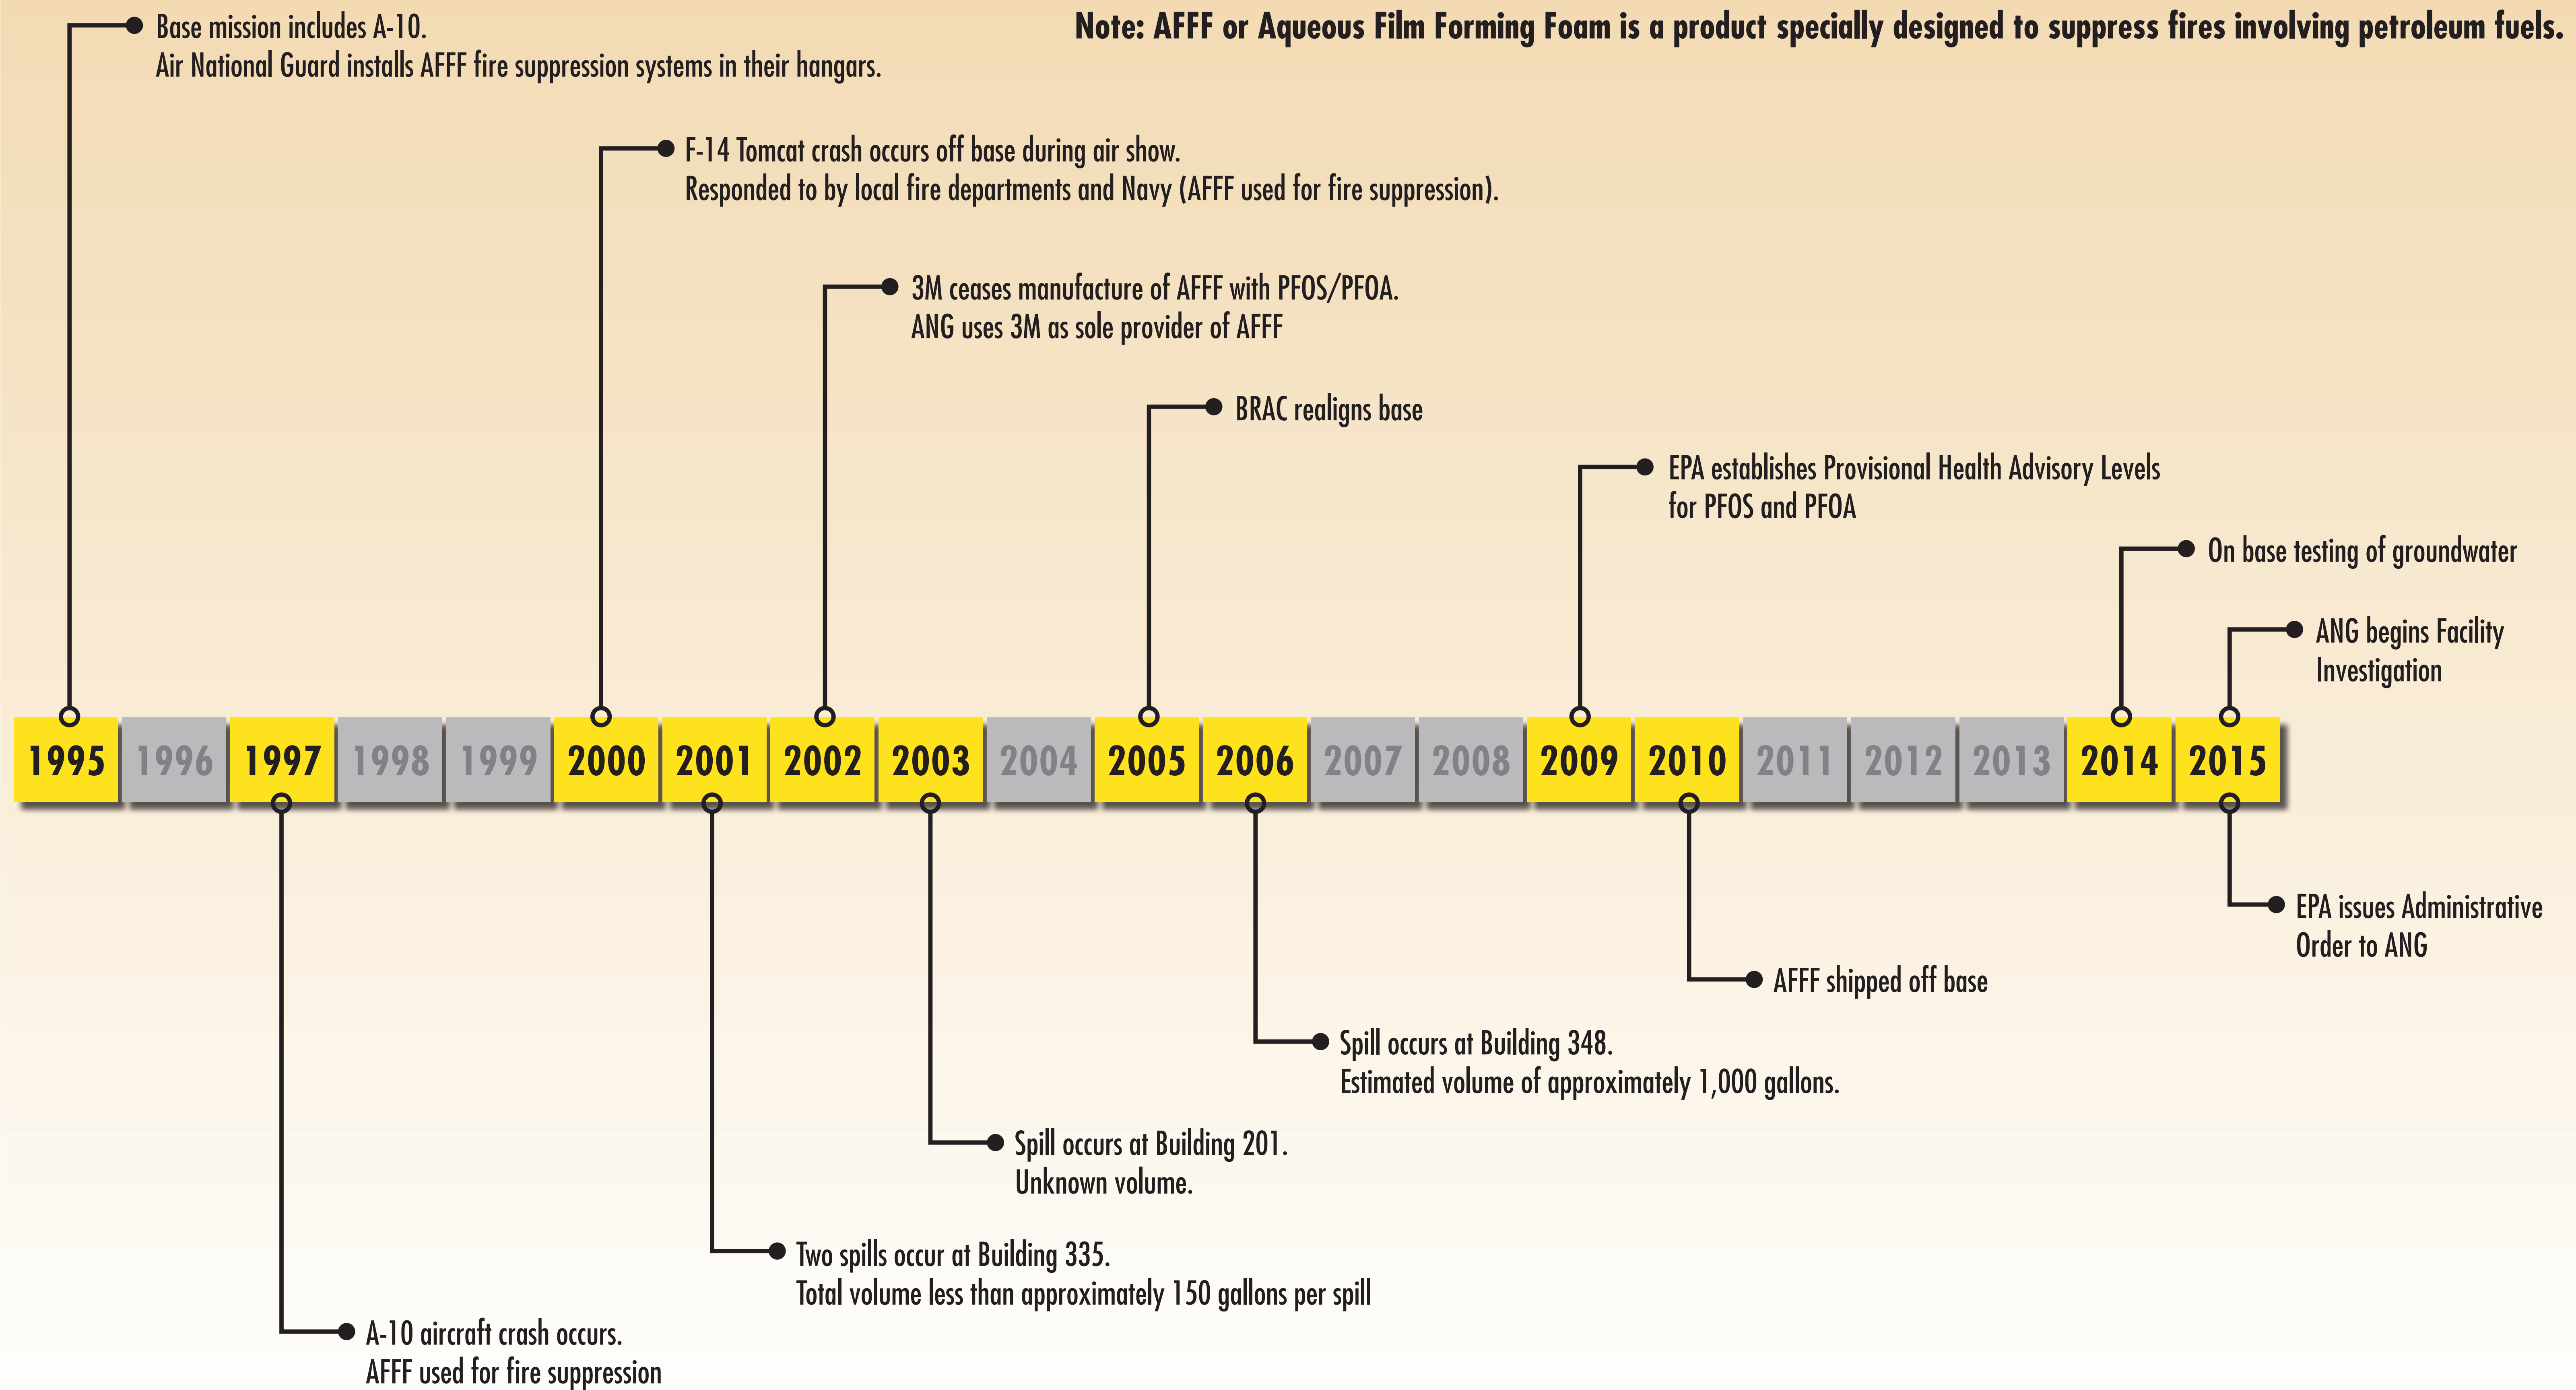 Base mission includes A-10.
Air National Guard installs AFFF fire suppression systems in their hangars.
Note: AFFF or Aqueous Film Forming Foam is a product specially designed to suppress fires involving petroleum fuels.
F-14 Tomcat crash occurs off base during air show.
Responded to by local fire departments and Navy (AFFF used for fire suppression).
3M ceases manufacture of AFFF with PFOS/PFOA.
ANG uses 3M as sole provider of AFFF
BRAC realigns base
EPA establishes Provisional Health Advisory Levels
for PFOS and PFOA
On base testing of groundwater
ANG begins Facility
Investigation
1995 1996 1997 1998 1999 2000 2001 2002 2003 2004 2005 2006 2007 2008 2009 2010 2011 2012 2013 2014 2015
EPA issues Administrative
Order to ANG
AFFF shipped off base
Spill occurs at Building 348.
Estimated volume of approximately 1,000 gallons.
Spill occurs at Building 201.
Unknown volume.
Two spills occur at Building 335.
Total volume less than approximately 150 gallons per spill
A-10 aircraft crash occurs.
AFFF used for fire suppression